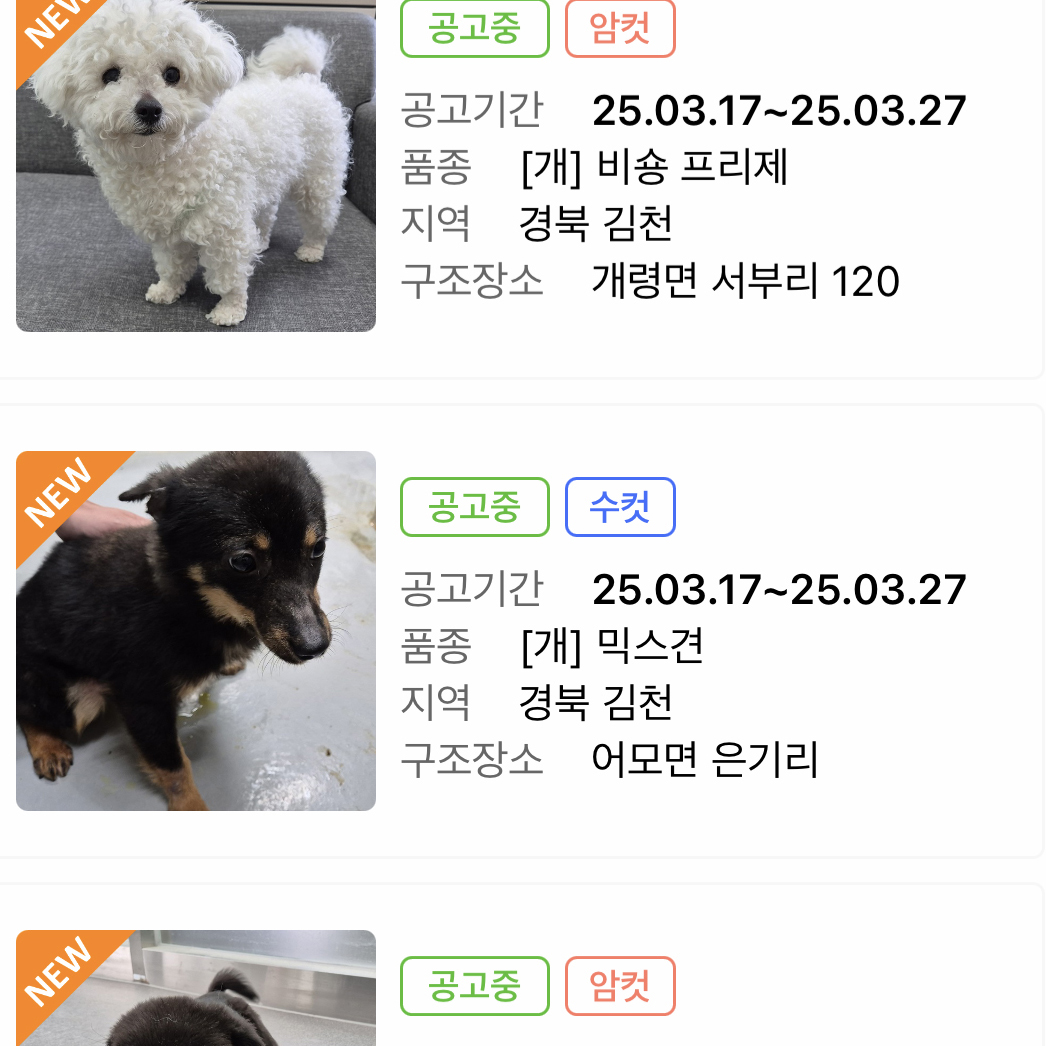 NEW
공고중 암컷
공고기간 25.03.17~25.03.27
품종 [개] 비숑 프리제
지역 경북 김천
구조장소 개령면 서부리 120
NEW
공고중 수컷
공고기간 25.03.17~25.03.27
품종 [개] 믹스견
지역 경북 김천
구조장소 어모면 은기리
NEW
공고중 암컷